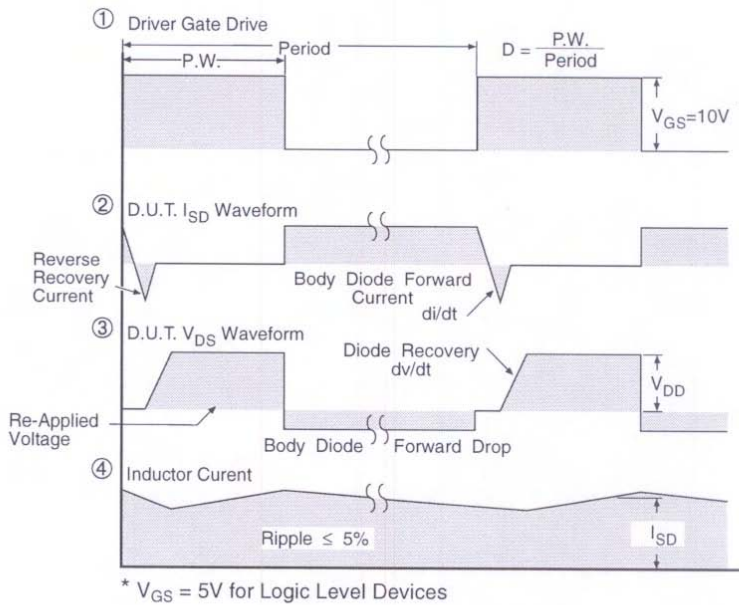 ① Driver Gate Drive
Period
P.W.
D = P.W.
Period
V_GS=10V
② D.U.T. I_SD Waveform
Reverse
Recovery
Current
Body Diode Forward
Current
di/dt
③ D.U.T. V_DS Waveform
Diode Recovery
dv/dt
V_DD
Re-Applied
Voltage
Body Diode Forward Drop
④ Inductor Curent
Ripple ≤ 5%
I_SD
* V_GS = 5V for Logic Level Devices